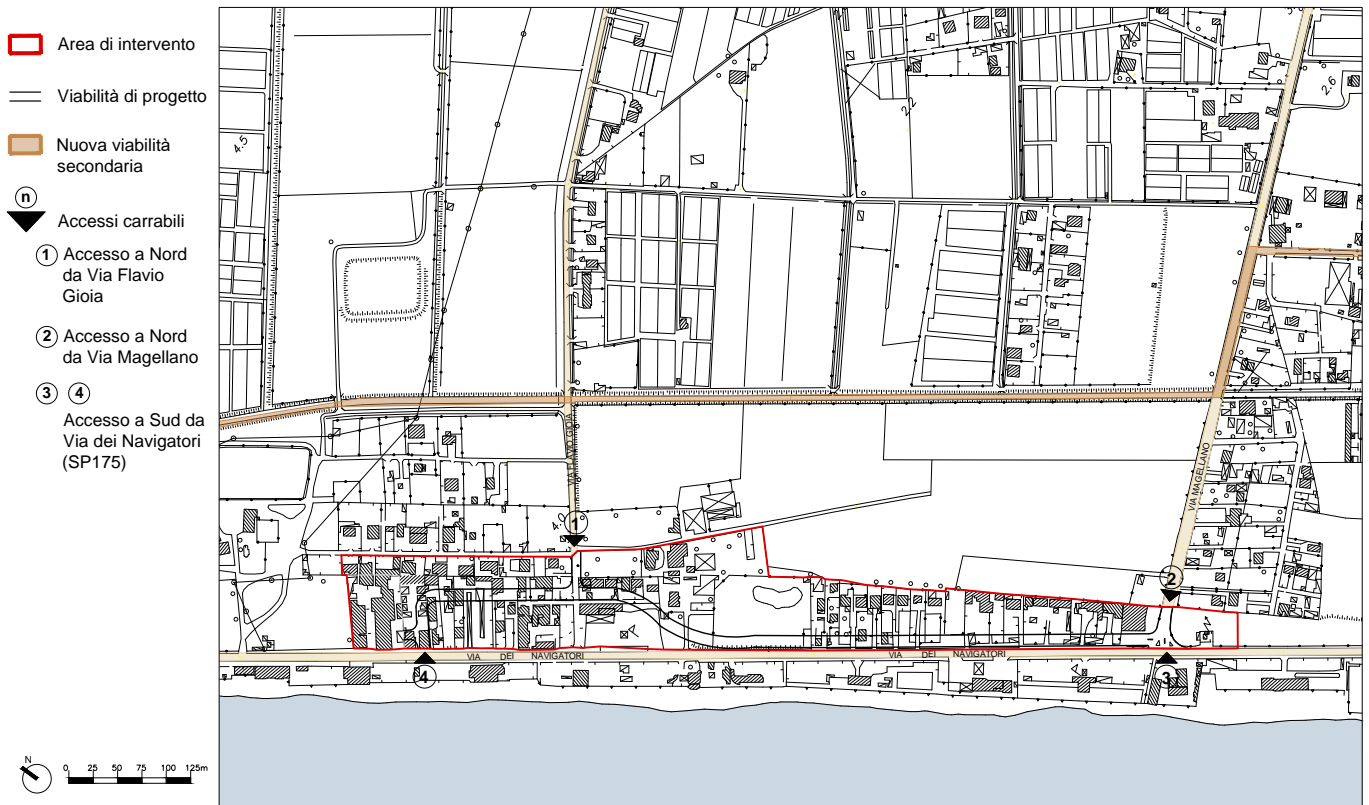 Area di intervento
Viabilità di progetto
Nuova viabilità
secondaria
n
Accessi carrabili
1 Accesso a Nord
da Via Flavio
Gioia
2 Accesso a Nord
da Via Magellano
3 4
Accesso a Sud da
Via dei Navigatori
(SP175)
N
0 25 50 75 100 125m
4.5
2.2
2.6
VIA FLAVIO GIOIA
VIA MAGELLANO
4.0
1
2
VIA DEI NAVIGATORI
VIA DEI NAVIGATORI
4
3